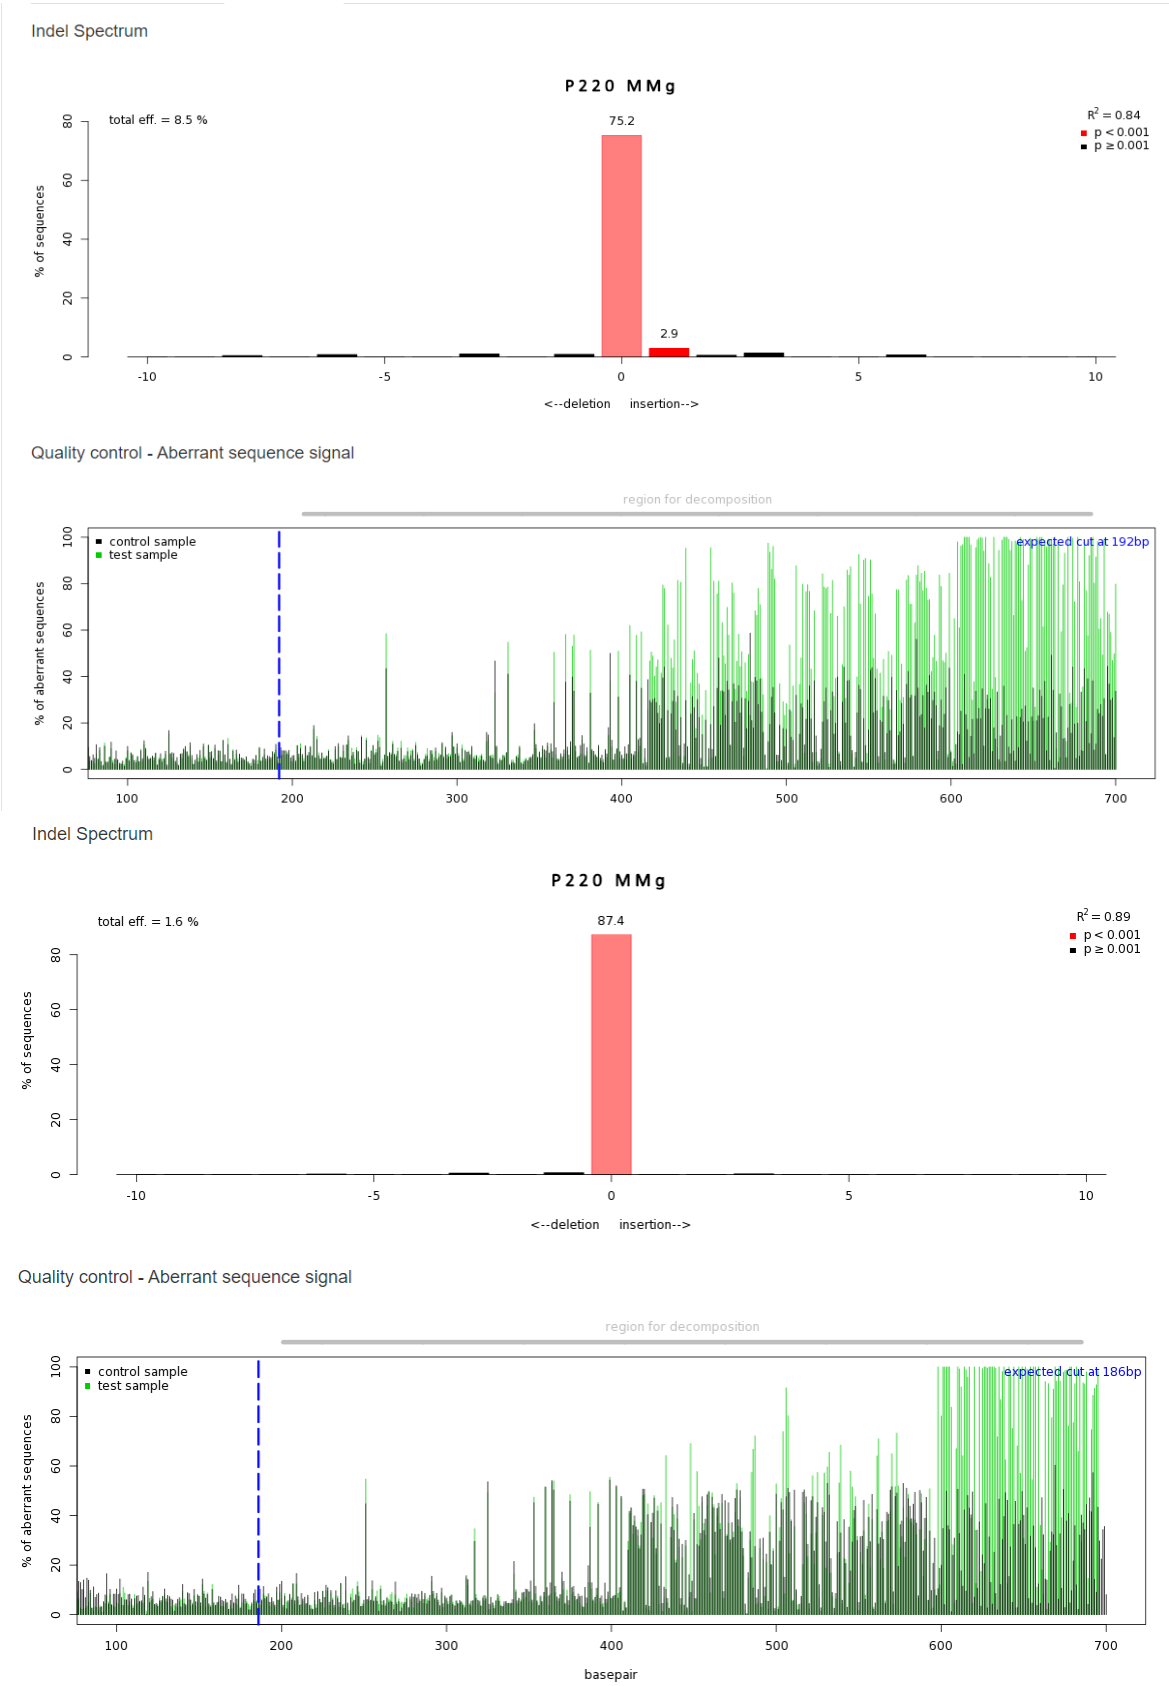 Indel Spectrum
P220 MMg
total eff. = 8.5 %
R² = 0.84
p < 0.001
p ≥ 0.001
75.2
2.9
% of sequences
0 20 40 60 80
-10 -5 0 5 10
<--deletion insertion-->
Quality control - Aberrant sequence signal
region for decomposition
control sample
test sample
expected cut at 192bp
% of aberrant sequences
0 20 40 60 80 100
100 200 300 400 500 600 700
Indel Spectrum
P220 MMg
total eff. = 1.6 %
R² = 0.89
p < 0.001
p ≥ 0.001
87.4
% of sequences
0 20 40 60 80
-10 -5 0 5 10
<--deletion insertion-->
Quality control - Aberrant sequence signal
region for decomposition
control sample
test sample
expected cut at 186bp
% of aberrant sequences
0 20 40 60 80 100
100 200 300 400 500 600 700
basepair